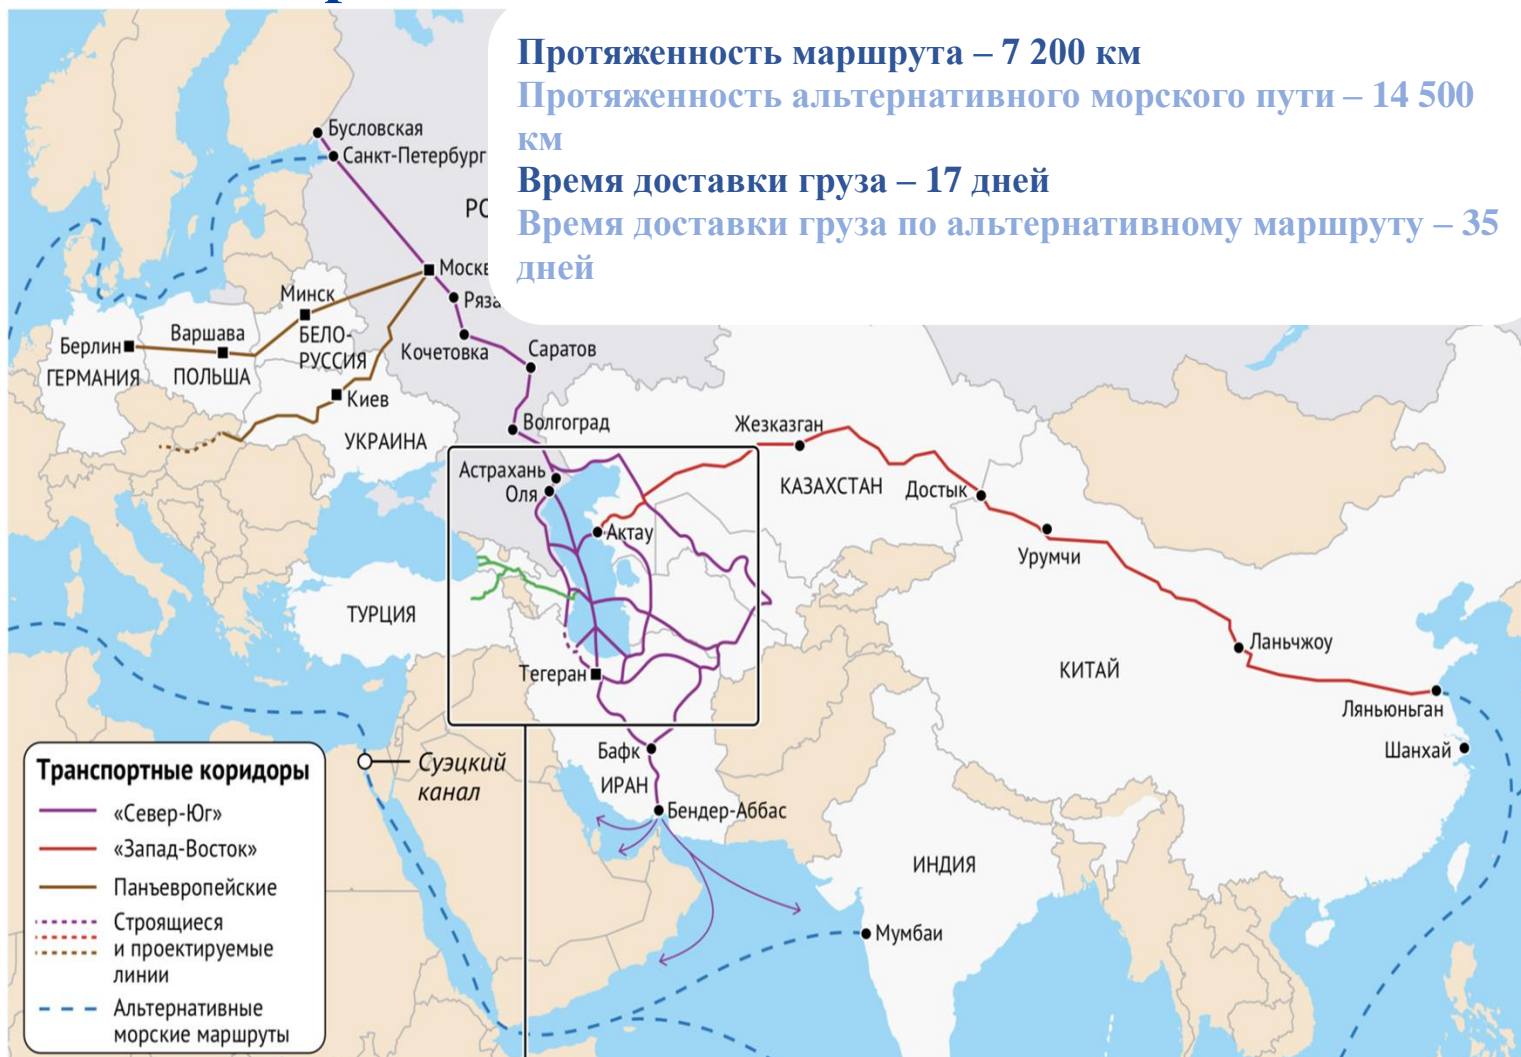 Протяженность маршрута – 7 200 км
Протяженность альтернативного морского пути – 14 500
км
Время доставки груза – 17 дней
Время доставки груза по альтернативному маршруту – 35
дней
Бусловская
Санкт-Петербург
РО
Москв
Ряза
Минск
Варшава
БЕЛО-
РУССИЯ
Берлин
ГЕРМАНИЯ
ПОЛЬША
Кочетовка
Саратов
Киев
УКРАИНА
Волгоград
Жезказган
Астрахань
Оля
КАЗАХСТАН
Достык
Актау
Урумчи
ТУРЦИЯ
Ланьчжоу
Тегеран
КИТАЙ
Ляньюньган
Шанхай
Бафк
ИРАН
Суэцкий
канал
Бендер-Аббас
ИНДИЯ
Мумбаи
Транспортные коридоры
«Север-Юг»
«Запад-Восток»
Панъевропейские
Строящиеся
и проектируемые
линии
Альтернативные
морские маршруты